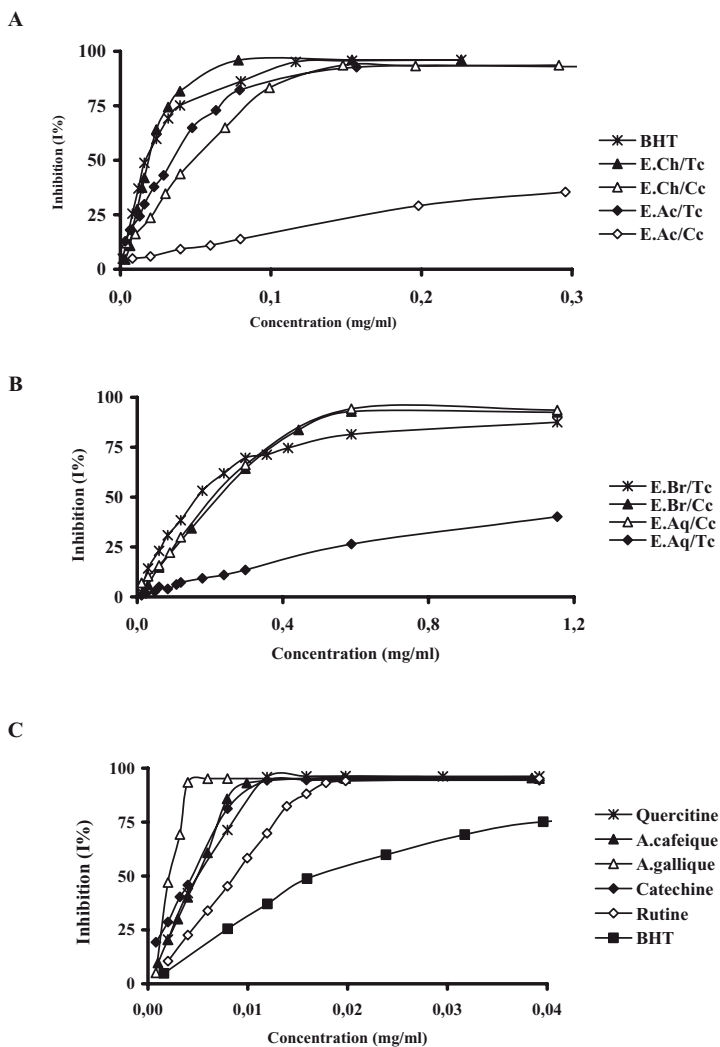 A
Inhibition (I%)
100
75
50
25
0
0,0
0,1
0,2
0,3
Concentration (mg/ml)
BHT
E.Ch/Tc
E.Ch/Cc
E.Ac/Tc
E.Ac/Cc
B
Inhibition (I%)
100
75
50
25
0
0,0
0,4
0,8
1,2
Concentration (mg/ml)
E.Br/Tc
E.Br/Cc
E.Aq/Cc
E.Aq/Tc
C
Inhibition (I%)
100
75
50
25
0
0,00
0,01
0,02
0,03
0,04
Concentration (mg/ml)
Quercitine
A.cafeique
A.gallique
Catechine
Rutine
BHT